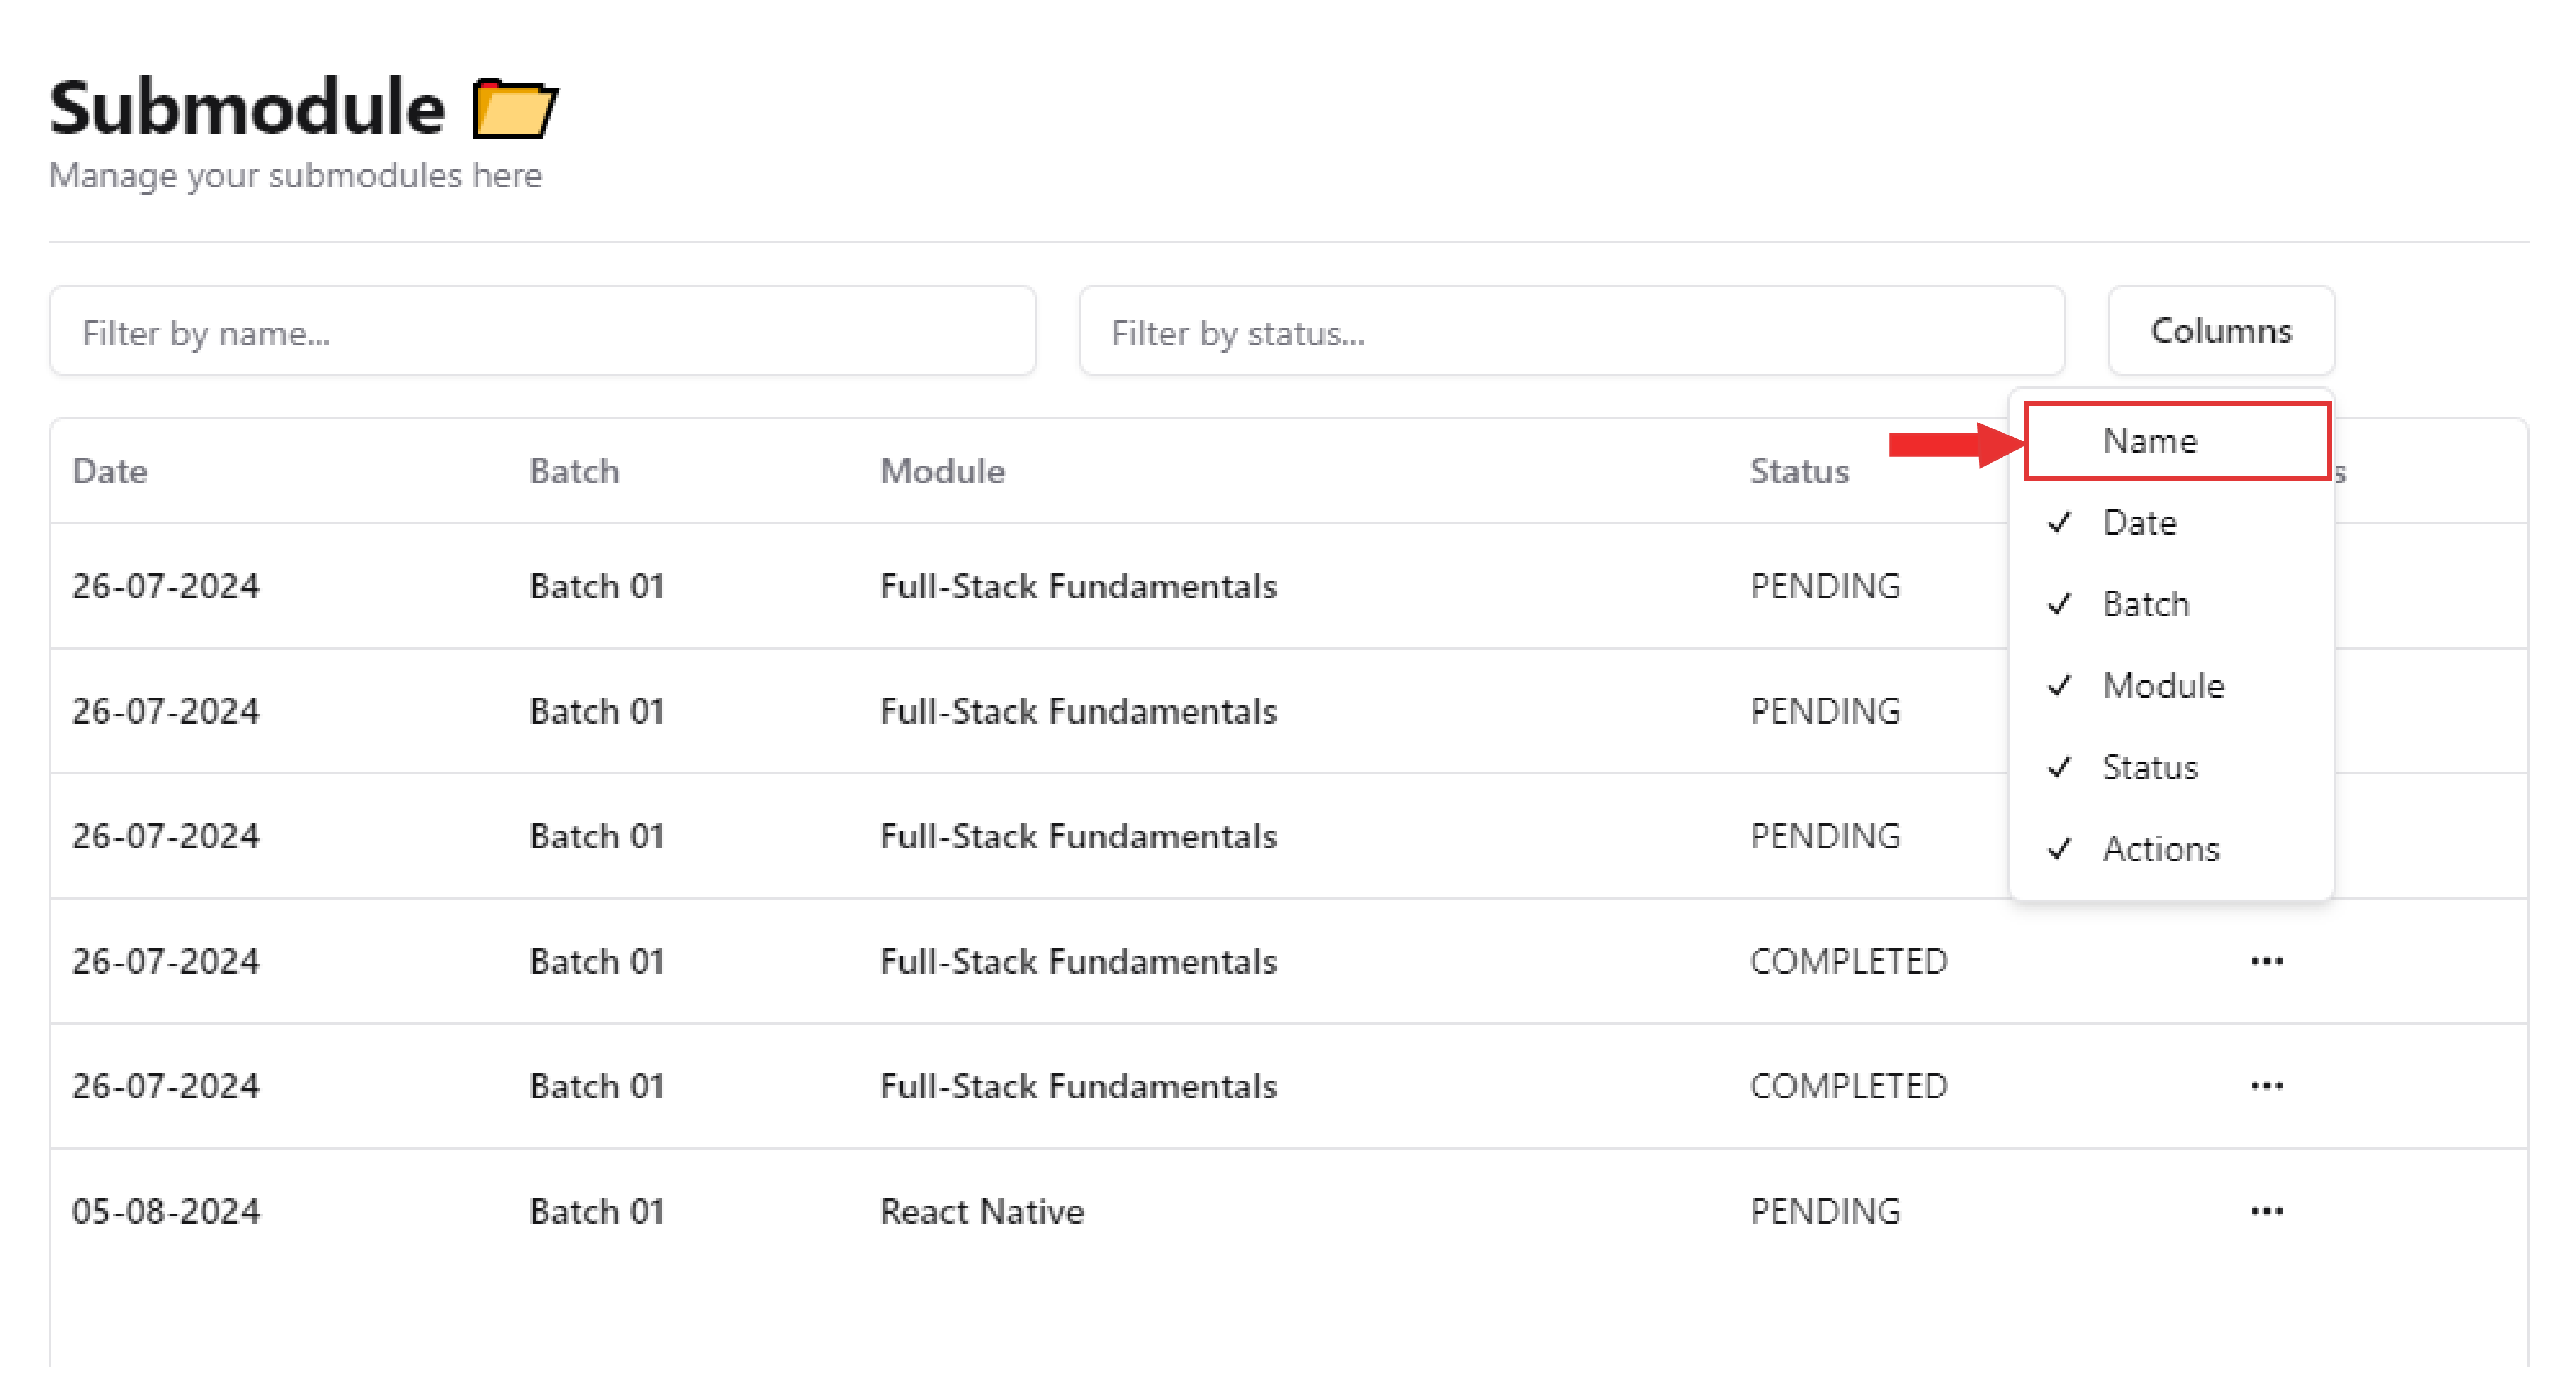 Submodule
Manage your submodules here
Filter by name... Filter by status... Columns
Date Batch Module Status s
26-07-2024 Batch 01 Full-Stack Fundamentals PENDING
26-07-2024 Batch 01 Full-Stack Fundamentals PENDING
26-07-2024 Batch 01 Full-Stack Fundamentals PENDING
26-07-2024 Batch 01 Full-Stack Fundamentals COMPLETED ...
26-07-2024 Batch 01 Full-Stack Fundamentals COMPLETED ...
05-08-2024 Batch 01 React Native PENDING ...
Name
✓ Date
✓ Batch
✓ Module
✓ Status
✓ Actions